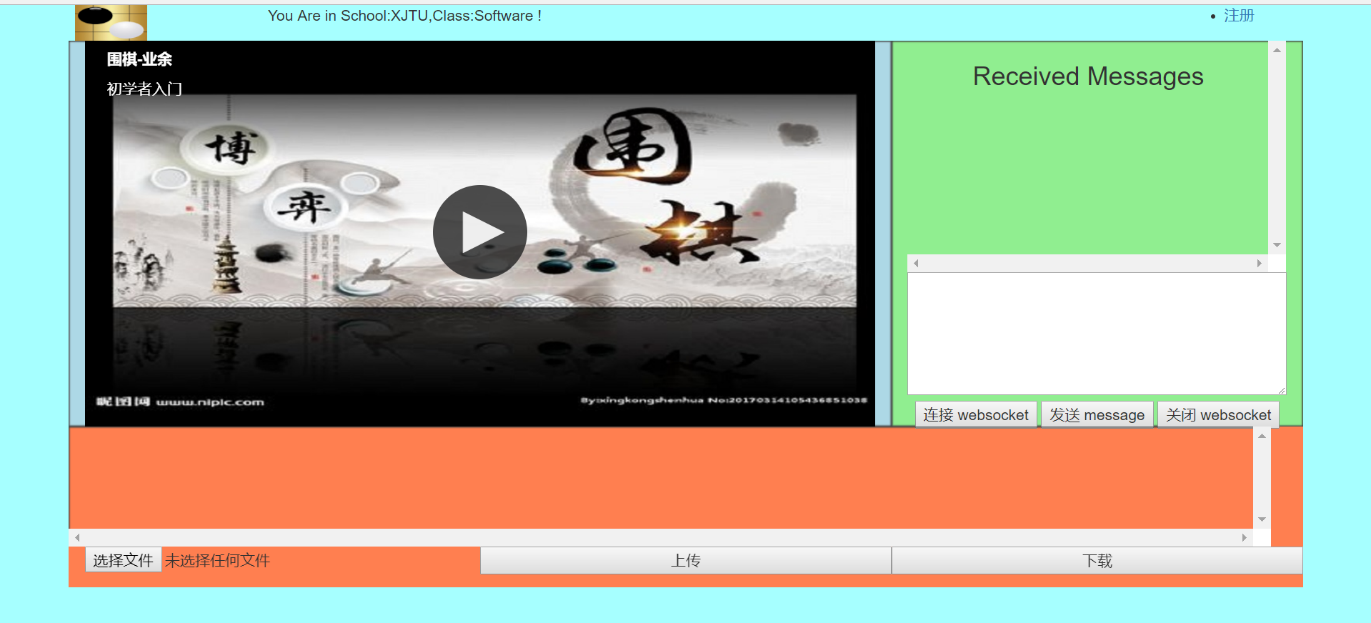 You Are in School:XJTU,Class:Software !
注册
围棋-业余
初学者入门
博
弈
围
棋
昵图网 www.nipic.com
By:xingkongshenhua No:20170314105436851038
Received Messages
连接 websocket
发送 message
关闭 websocket
选择文件 未选择任何文件
上传
下载